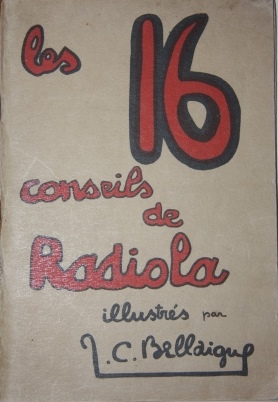 les 16
conseils
de
Radiola
illustrés par
J. C. Bellaigue